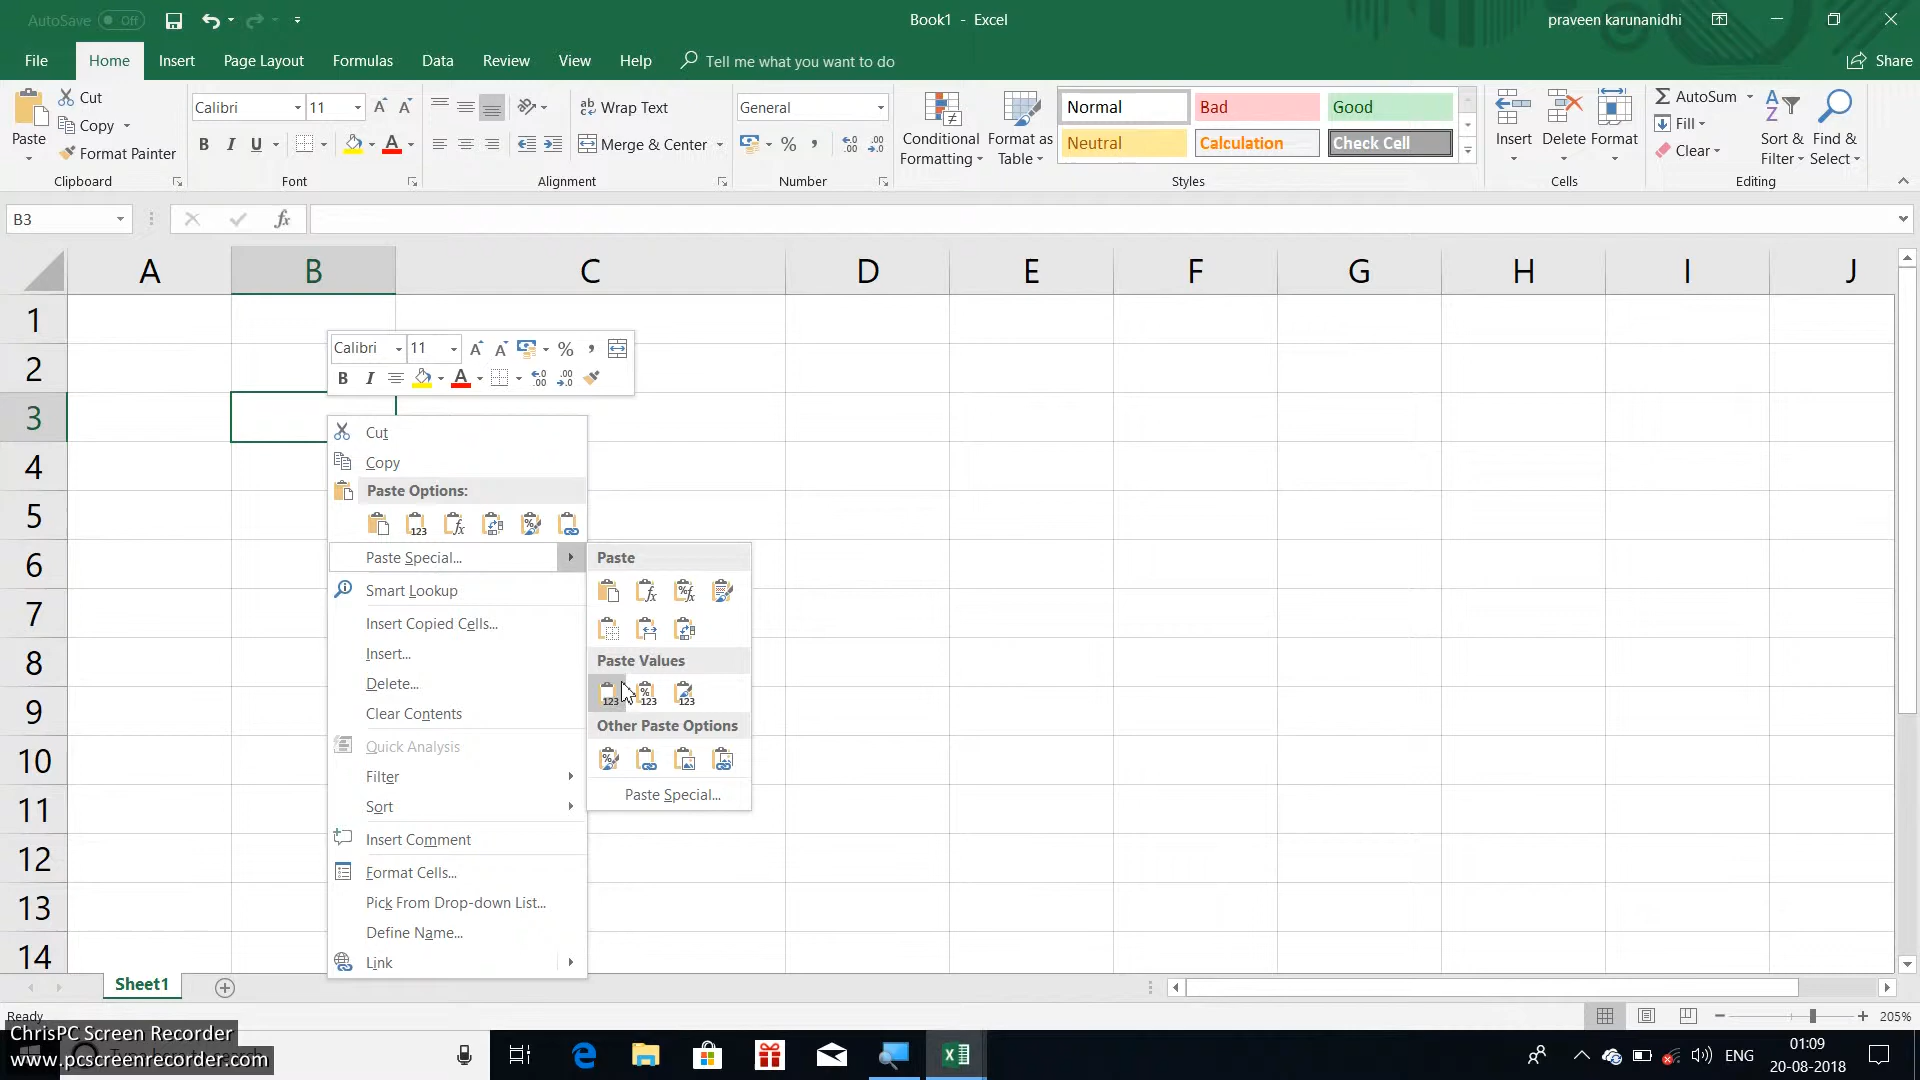 AutoSave Off
Book1 - Excel
praveen karunanidhi
File Home Insert Page Layout Formulas Data Review View Help Tell me what you want to do Share
Paste
Cut
Copy
Format Painter
Clipboard
Calibri 11
B I U
Font
Wrap Text
Merge & Center
Alignment
General
Number
Conditional Formatting
Format as Table
Normal Bad Good
Neutral Calculation Check Cell
Styles
Insert Delete Format
Cells
AutoSum
Fill
Clear
Sort & Filter
Find & Select
Editing
B3
A B C D E F G H I J
1
2
3
4
5
6
7
8
9
10
11
12
13
14
Calibri 11
B I
Cut
Copy
Paste Options:
Paste Special...
Smart Lookup
Insert Copied Cells...
Insert...
Delete...
Clear Contents
Quick Analysis
Filter
Sort
Insert Comment
Format Cells...
Pick From Drop-down List...
Define Name...
Link
Paste
Paste Values
Other Paste Options
Paste Special...
Sheet1
Ready
205%
ChrisPC Screen Recorder
www.pcscreenrecorder.com
ENG
01:09
20-08-2018